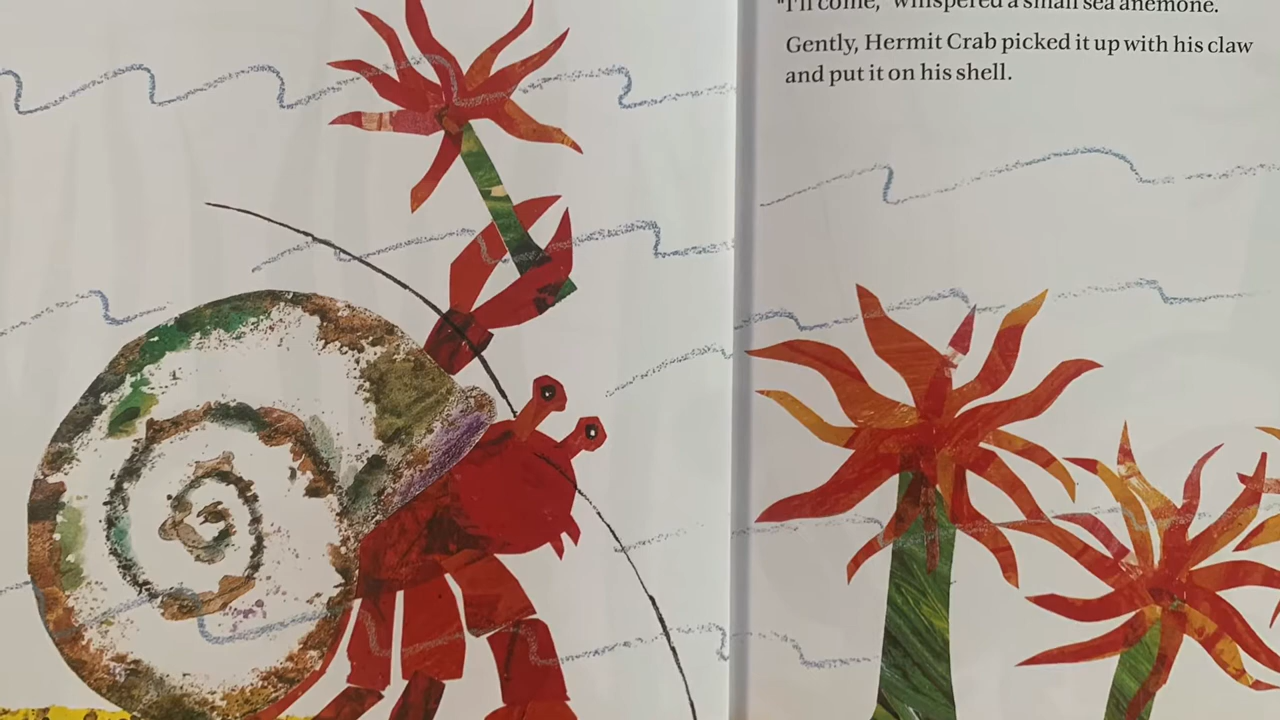 "I'll come," whispered a small sea anemone.
Gently, Hermit Crab picked it up with his claw
and put it on his shell.